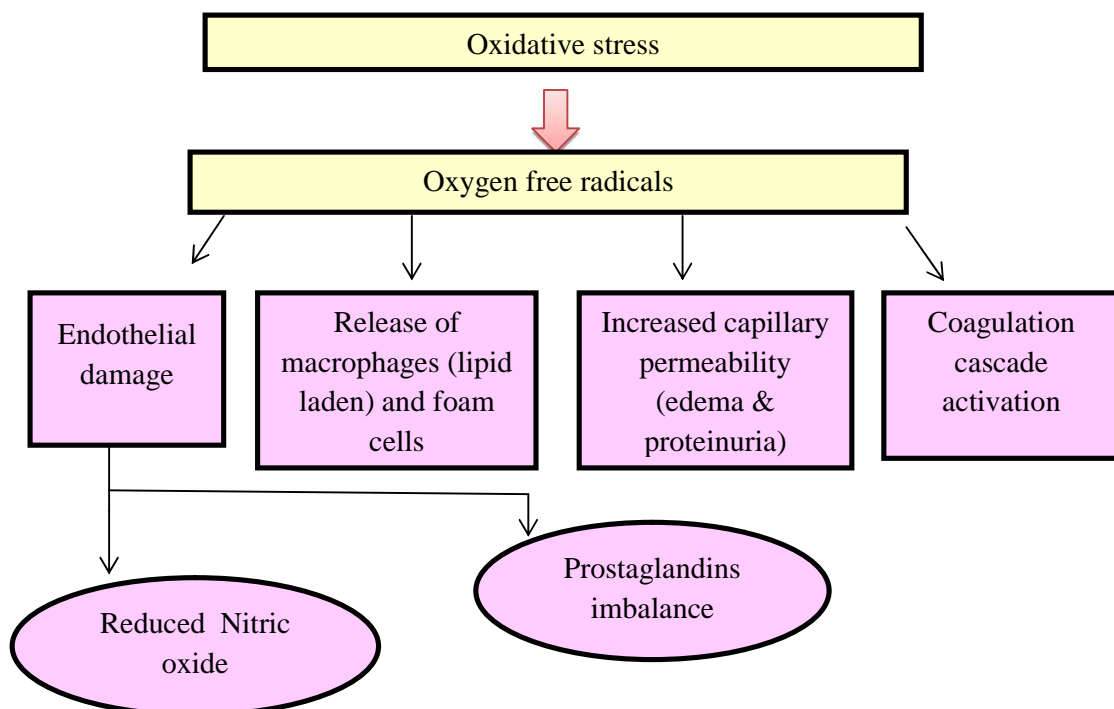 Oxidative stress
Oxygen free radicals
Endothelial
damage
Release of
macrophages (lipid
laden) and foam
cells
Increased capillary
permeability
(edema &
proteinuria)
Coagulation
cascade
activation
Prostaglandins
imbalance
Reduced  Nitric
oxide